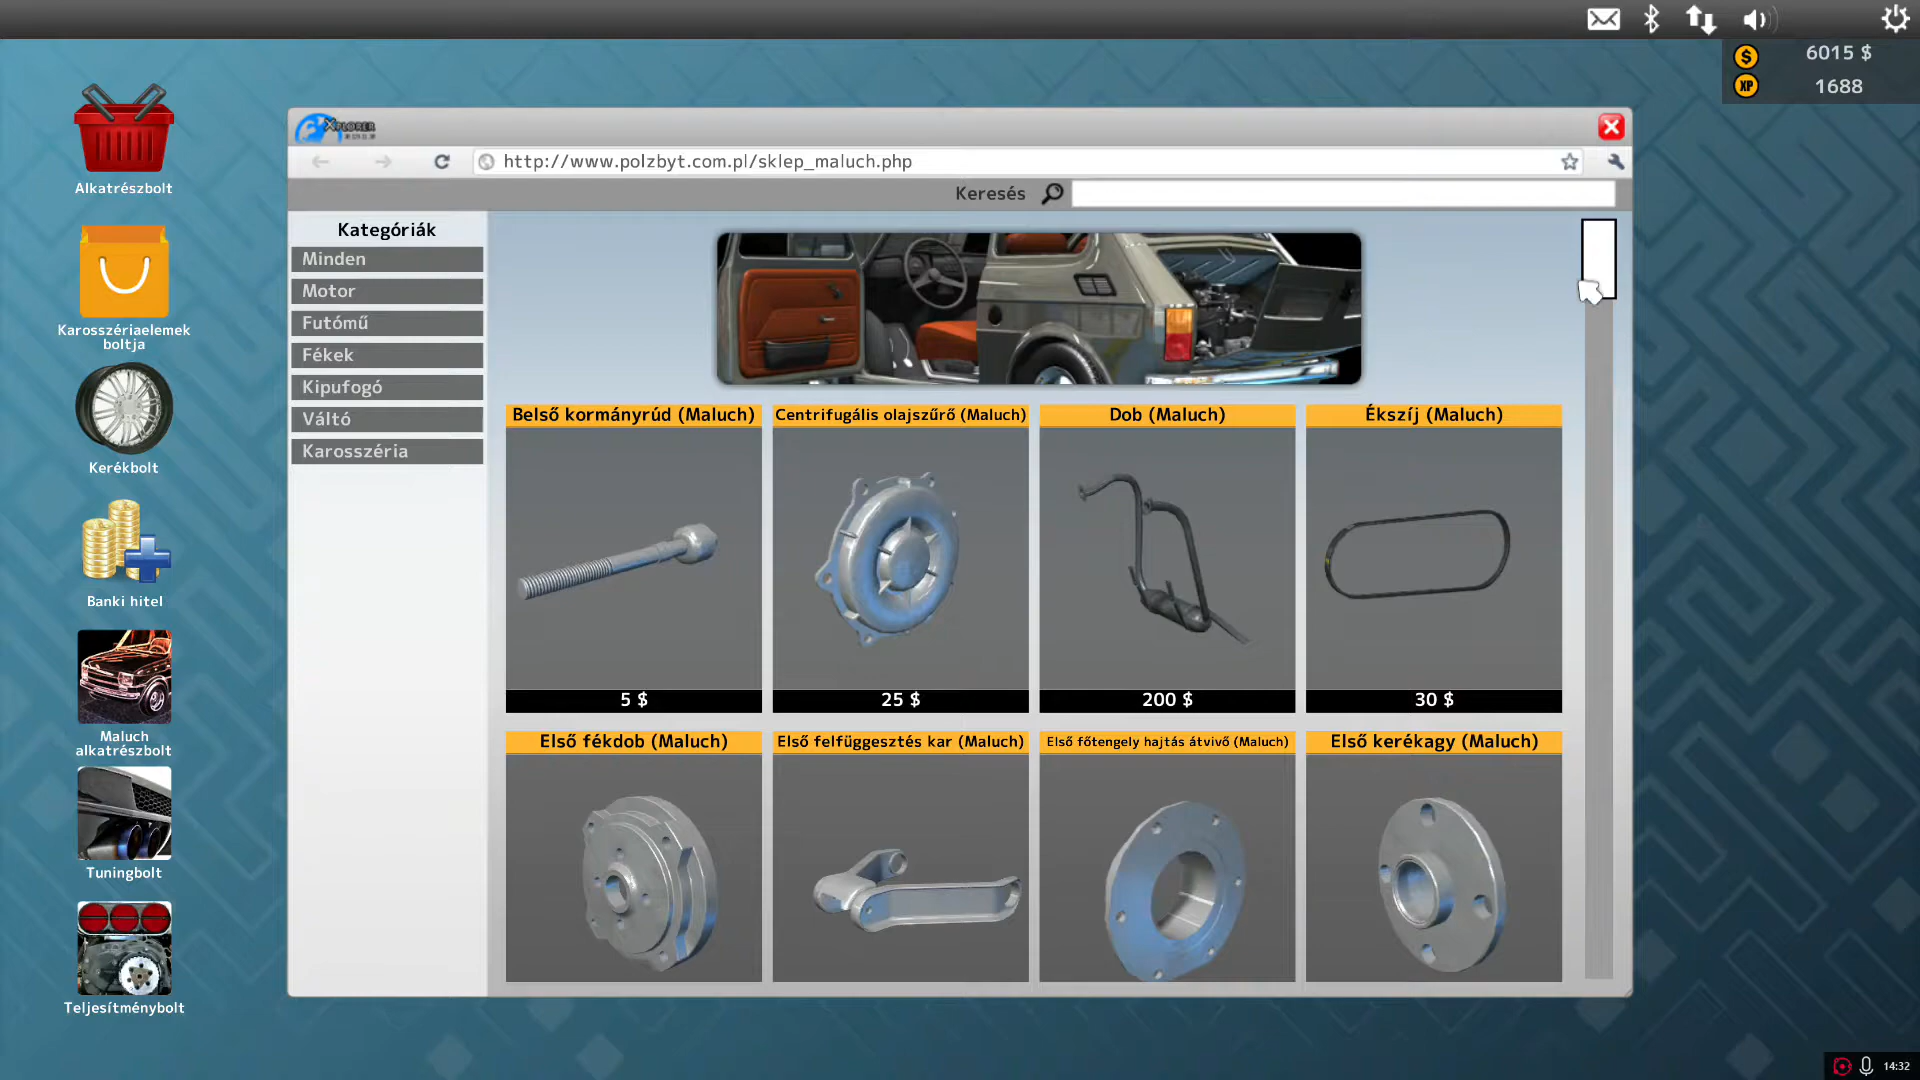 6015 $
1688
Alkatrészbolt
Karosszériaelemek
boltja
Kerékbolt
Banki hitel
Maluch
alkatrészbolt
Tuningbolt
Teljesítménybolt
XPLORER
http://www.polzbyt.com.pl/sklep_maluch.php
Keresés
Kategóriák
Minden
Motor
Futómű
Fékek
Kipufogó
Váltó
Karosszéria
Belső kormányrúd (Maluch)
5 $
Centrifugális olajszűrő (Maluch)
25 $
Dob (Maluch)
200 $
Ékszíj (Maluch)
30 $
Első fékdob (Maluch)
Első felfüggesztés kar (Maluch)
Első főtengely hajtás átvivő (Maluch)
Első kerékagy (Maluch)
14:32